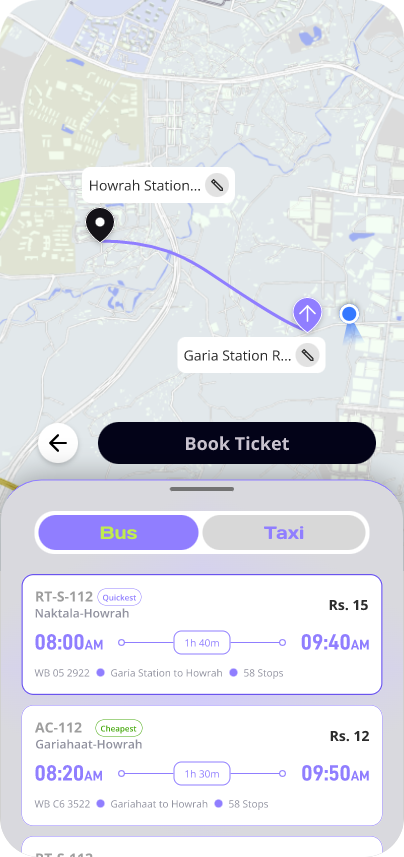 Howrah Station...
Garia Station R...
Book Ticket
Bus
Taxi
RT-S-112 Quickest
Rs. 15
Naktala-Howrah
08:00AM 1h 40m 09:40AM
WB 05 2922 Garia Station to Howrah 58 Stops
AC-112 Cheapest
Rs. 12
Gariahaat-Howrah
08:20AM 1h 30m 09:50AM
WB C6 3522 Gariahaat to Howrah 58 Stops